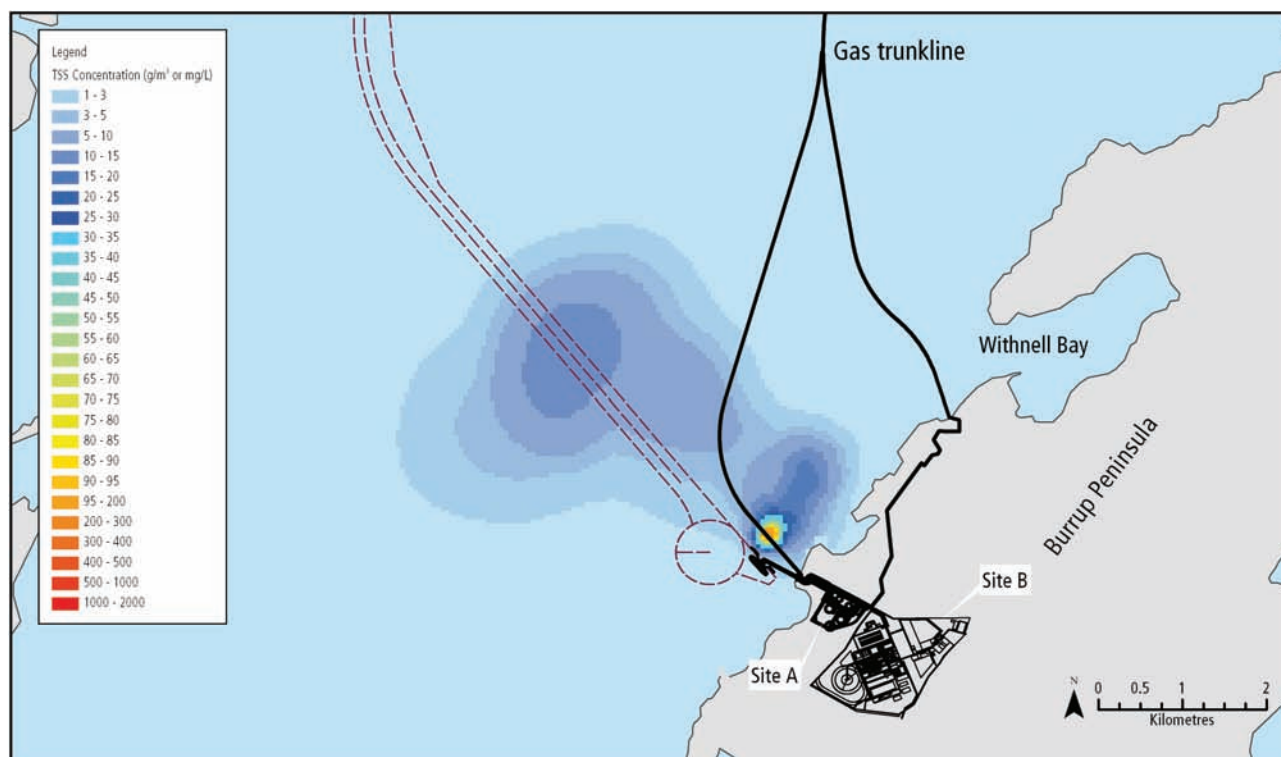 Legend
TSS Concentration (g/m³ or mg/L)
1 - 3
3 - 5
5 - 10
10 - 15
15 - 20
20 - 25
25 - 30
30 - 35
35 - 40
40 - 45
45 - 50
50 - 55
55 - 60
60 - 65
65 - 70
70 - 75
75 - 80
80 - 85
85 - 90
90 - 95
95 - 200
200 - 300
300 - 400
400 - 500
500 - 1000
1000 - 2000
Gas trunkline
Withnell Bay
Burrup Peninsula
Site B
Site A
N
0 0.5 1 2
Kilometres